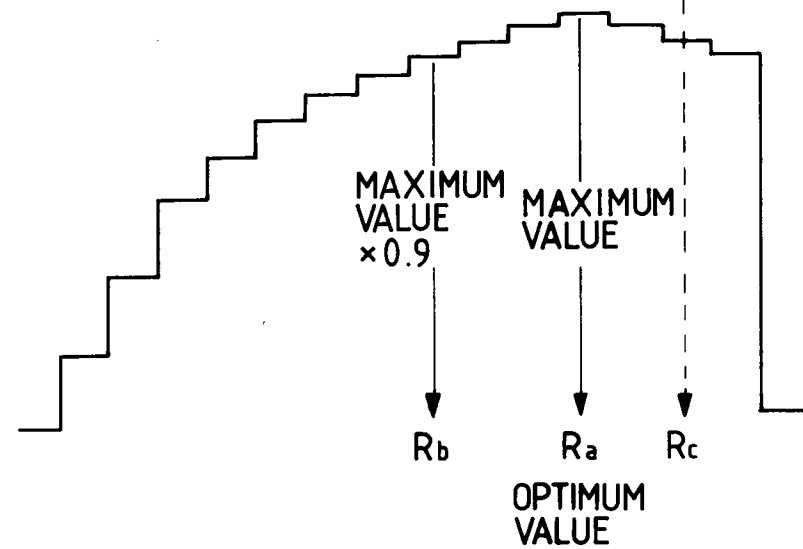 MAXIMUM
VALUE
×0.9
MAXIMUM
VALUE
Rb
Ra
Rc
OPTIMUM
VALUE